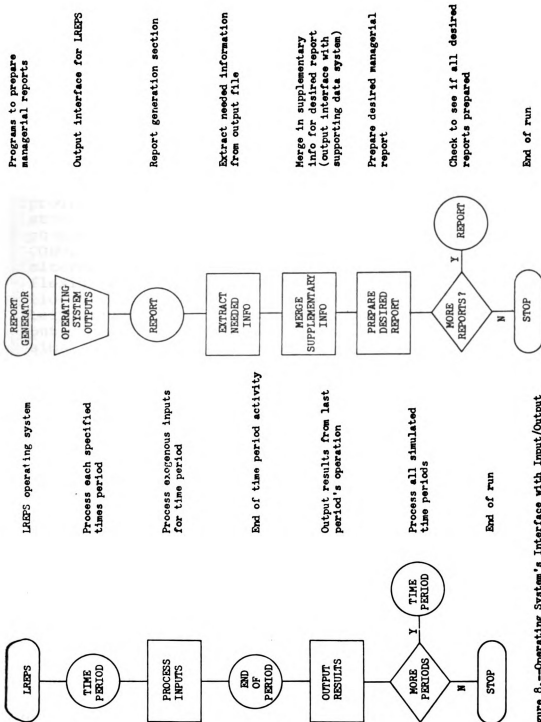 LREPS
LREPS operating system
TIME
PERIOD
Process each specified
times period
PROCESS
INPUTS
Process exogenous inputs
for time period
END
OF
PERIOD
End of time period activity
OUTPUT
RESULTS
Output results from last
period's operation
MORE
PERIODS
Y
TIME
PERIOD
Process all simulated
time periods
N
STOP
End of run
REPORT
GENERATOR
Programs to prepare
managerial reports
OPERATING
SYSTEM
OUTPUTS
Output interface for LREPS
REPORT
Report generation section
EXTRACT
NEEDED
INFO
Extract needed information
from output file
MERGE
SUPPLEMENTARY
INFO
Merge in supplementary
info for desired report
(output interface with
supporting data system)
PREPARE
DESIRED
REPORT
Prepare desired managerial
report
MORE
REPORTS?
Y
REPORT
Check to see if all desired
reports prepared
N
STOP
End of run
Figure 8.--Operating System's Interface with Input/Output